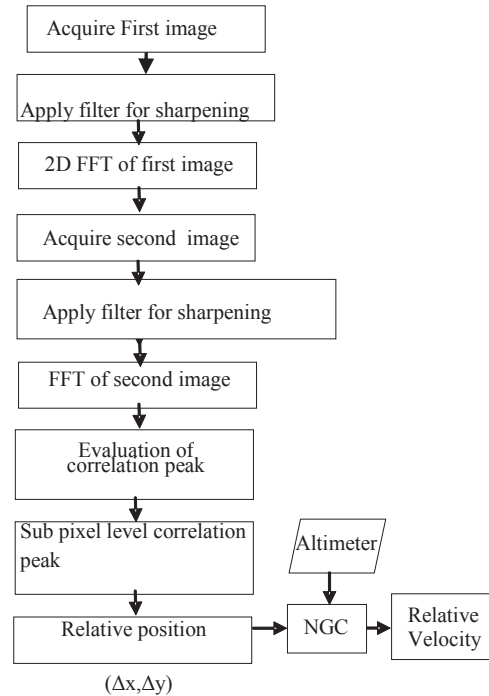 Acquire First image
Apply filter for sharpening
2D FFT of first image
Acquire second image
Apply filter for sharpening
FFT of second image
Evaluation of
correlation peak
Sub pixel level correlation
peak
Altimeter
Relative position
NGC
Relative
Velocity
(Δx,Δy)